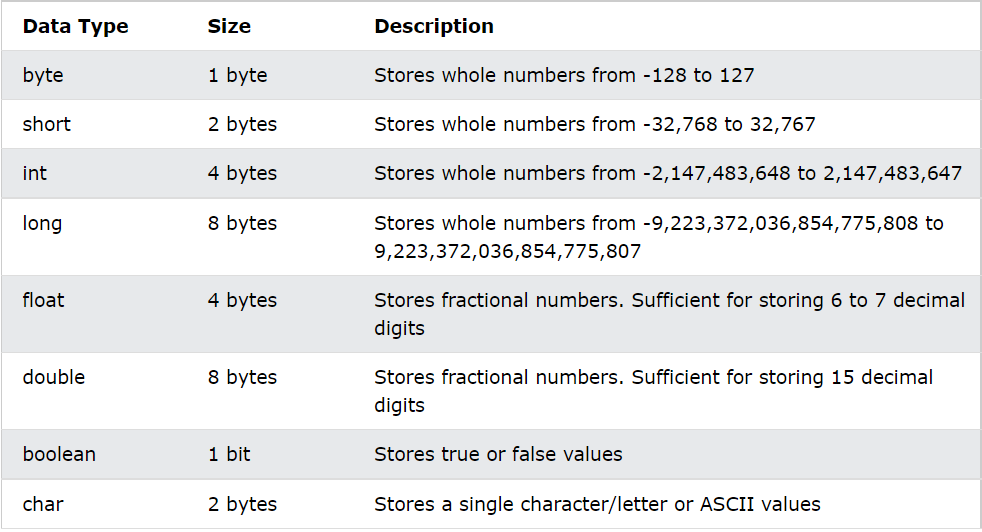 Data Type Size Description
byte 1 byte Stores whole numbers from -128 to 127
short 2 bytes Stores whole numbers from -32,768 to 32,767
int 4 bytes Stores whole numbers from -2,147,483,648 to 2,147,483,647
long 8 bytes Stores whole numbers from -9,223,372,036,854,775,808 to
9,223,372,036,854,775,807
float 4 bytes Stores fractional numbers. Sufficient for storing 6 to 7 decimal
digits
double 8 bytes Stores fractional numbers. Sufficient for storing 15 decimal
digits
boolean 1 bit Stores true or false values
char 2 bytes Stores a single character/letter or ASCII values